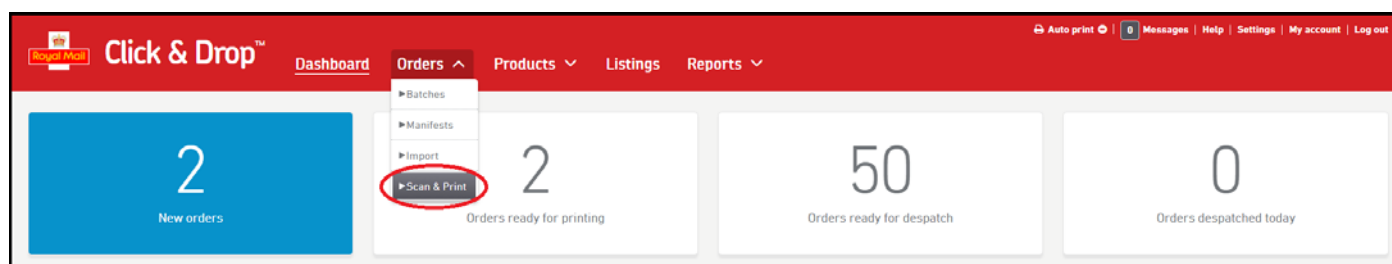 Auto print | 0 Messages | Help | Settings | My account | Log out
Royal Mail Click & Drop™ Dashboard Orders Products Listings Reports
Batches
Manifests
Import
Scan & Print
2 2 50 0
New orders Orders ready for printing Orders ready for despatch Orders despatched today